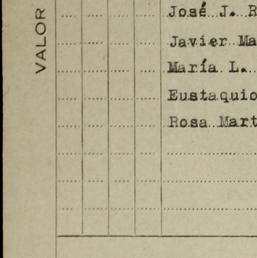 VALOR
José J. R
Javier Ma
María L.
Eustaquio
Rosa Mart